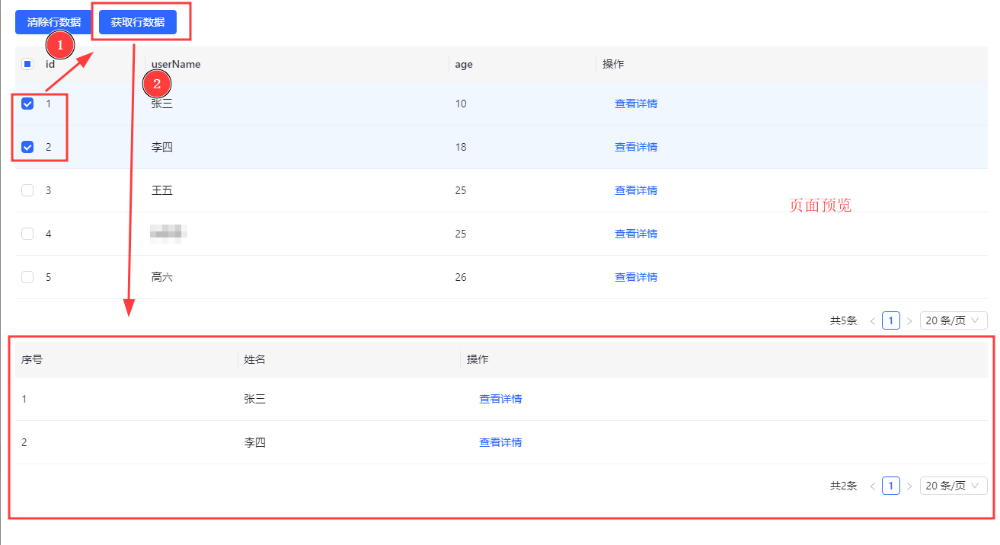 清除行数据 获取行数据
1
id userName age 操作
2
1 张三 10 查看详情
2 李四 18 查看详情
3 王五 25 查看详情
页面预览
4 25 查看详情
5 高六 26 查看详情
共5条 < 1 > 20 条/页
序号 姓名 操作
1 张三 查看详情
2 李四 查看详情
共2条 < 1 > 20 条/页